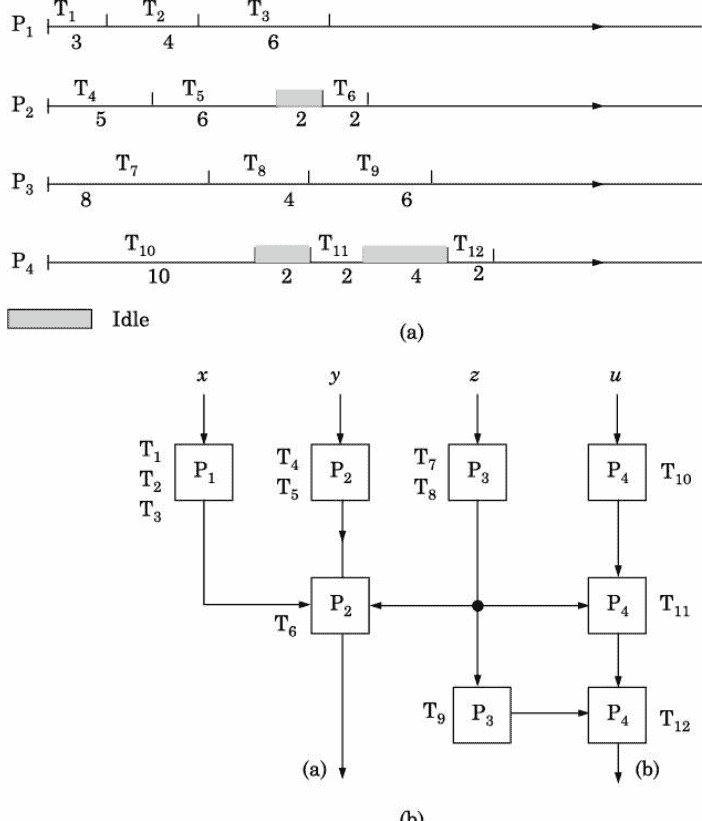 T₁ T₂ T₃
P₁
3 4 6
T₄ T₅ T₆
P₂
5 6 2 2
T₇ T₈ T₉
P₃
8 4 6
T₁₀ T₁₁ T₁₂
P₄
10 2 2 4 2
Idle
(a)
x y z u
T₁ T₂ T₃ P₁ T₄ T₅ P₂ T₇ T₈ P₃ P₄ T₁₀
T₆ P₂ P₄ T₁₁
T₉ P₃ P₄ T₁₂
(a) (b)
(b)